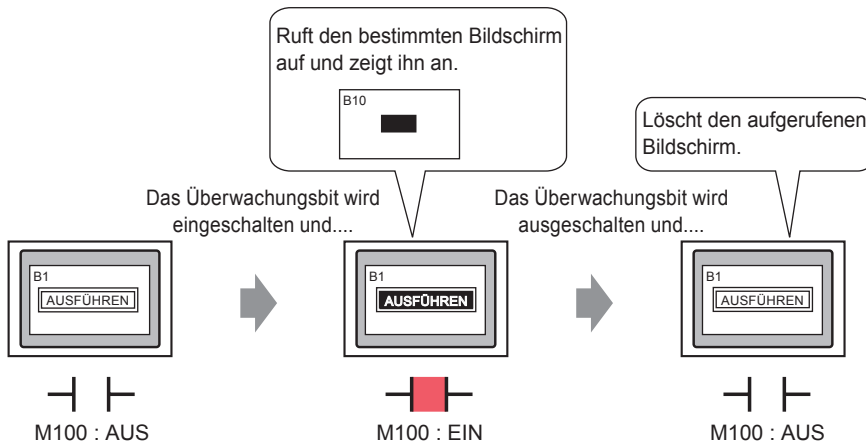 Ruft den bestimmten Bildschirm
auf und zeigt ihn an.
B10
Löscht den aufgerufenen
Bildschirm.
Das Überwachungsbit wird
eingeschalten und....
Das Überwachungsbit wird
ausgeschalten und....
B1
AUSFÜHREN
B1
AUSFÜHREN
B1
AUSFÜHREN
M100 : AUS
M100 : EIN
M100 : AUS